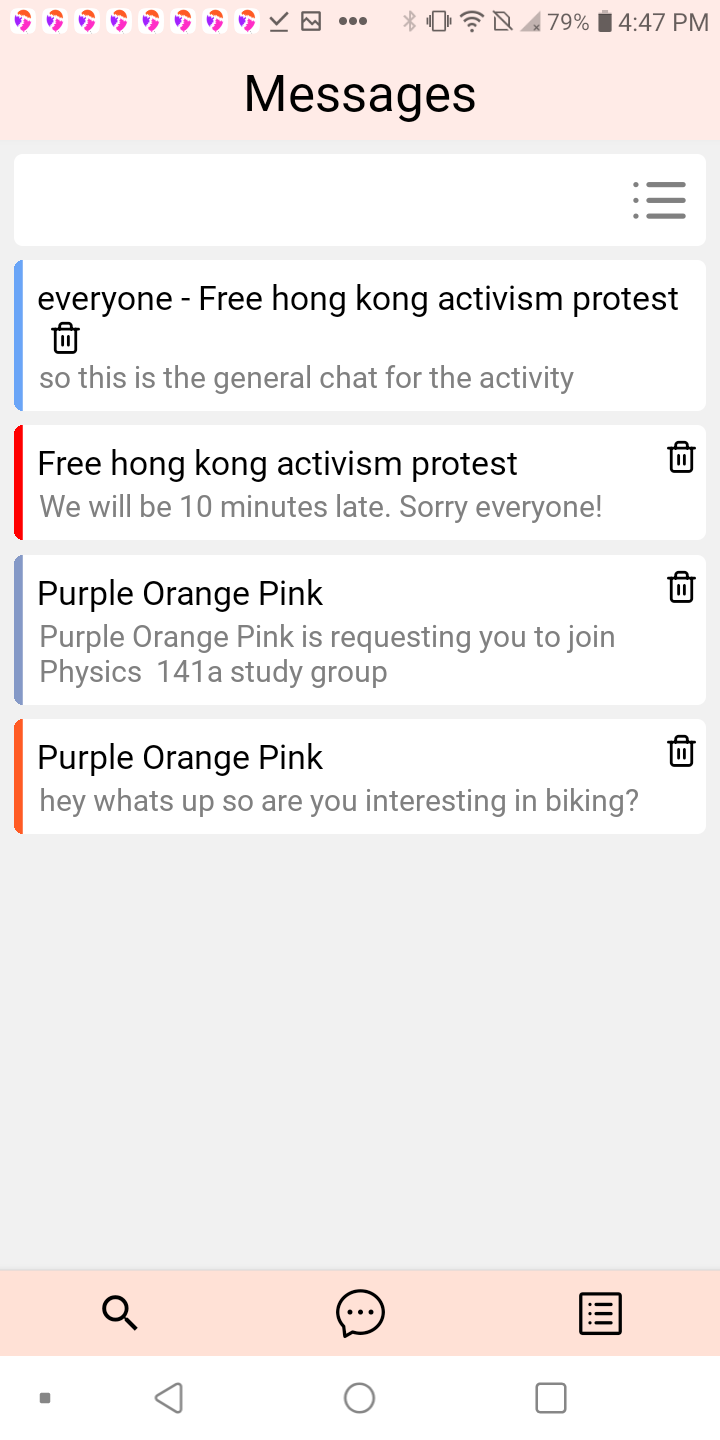 79% 4:47 PM
Messages
everyone - Free hong kong activism protest
so this is the general chat for the activity
Free hong kong activism protest
We will be 10 minutes late. Sorry everyone!
Purple Orange Pink
Purple Orange Pink is requesting you to join
Physics  141a study group
Purple Orange Pink
hey whats up so are you interesting in biking?